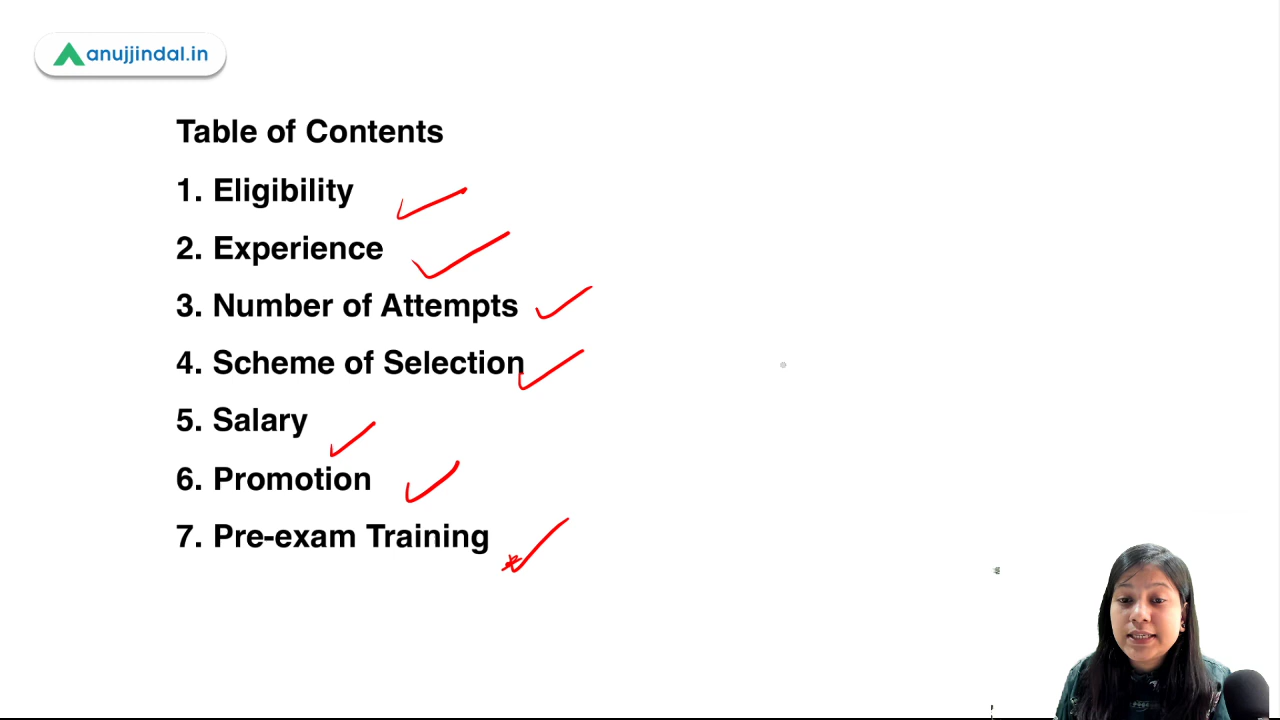 anujjindal.in
Table of Contents
1. Eligibility
2. Experience
3. Number of Attempts
4. Scheme of Selection
5. Salary
6. Promotion
7. Pre-exam Training